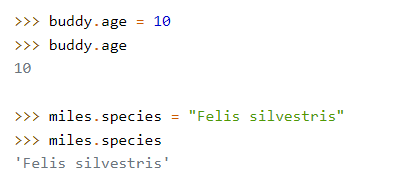 >>> buddy.age = 10
>>> buddy.age
10
>>> miles.species = "Felis silvestris"
>>> miles.species
'Felis silvestris'